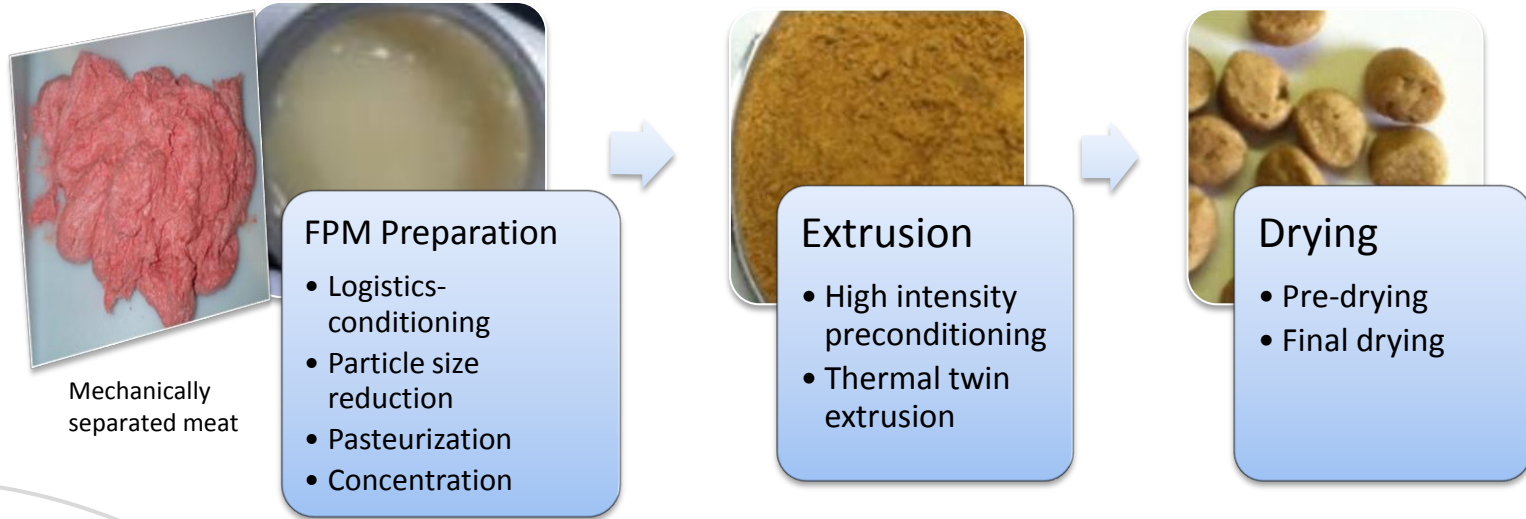 Mechanically
separated meat
FPM Preparation
• Logistics-
conditioning
• Particle size
reduction
• Pasteurization
• Concentration
Extrusion
• High intensity
preconditioning
• Thermal twin
extrusion
Drying
• Pre-drying
• Final drying